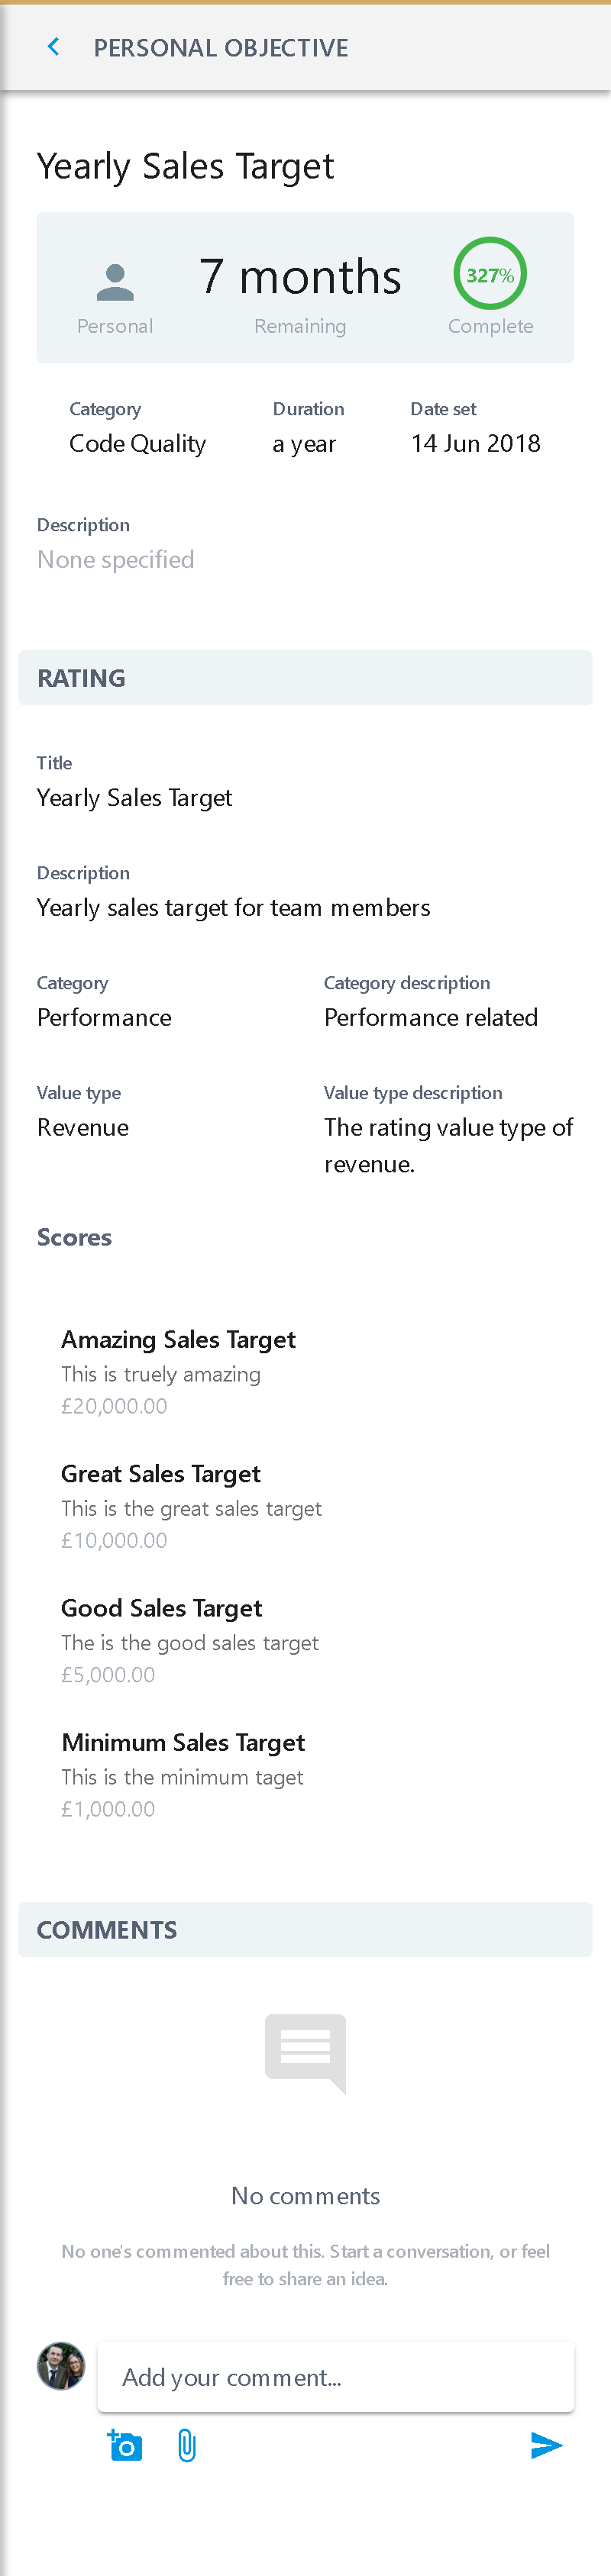 PERSONAL OBJECTIVE
Yearly Sales Target
7 months
327%
Personal
Remaining
Complete
Category
Duration
Date set
Code Quality
a year
14 Jun 2018
Description
None specified
RATING
Title
Yearly Sales Target
Description
Yearly sales target for team members
Category
Category description
Performance
Performance related
Value type
Value type description
Revenue
The rating value type of
revenue.
Scores
Amazing Sales Target
This is truely amazing
£20,000.00
Great Sales Target
This is the great sales target
£10,000.00
Good Sales Target
The is the good sales target
£5,000.00
Minimum Sales Target
This is the minimum taget
£1,000.00
COMMENTS
No comments
No one's commented about this. Start a conversation, or feel
free to share an idea.
Add your comment...